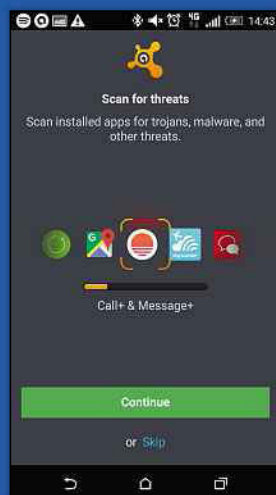 4G 14:43
Scan for threats
Scan installed apps for trojans, malware, and
other threats.
G
Call+ & Message+
Continue
or Skip